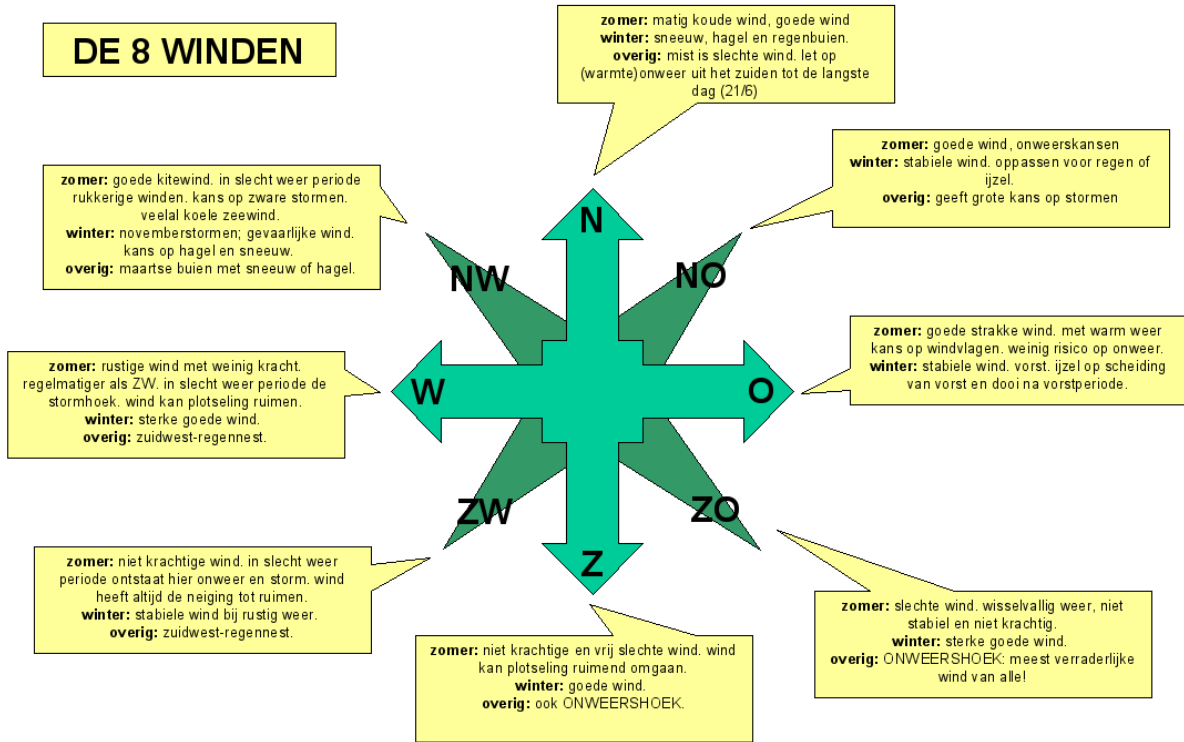 DE 8 WINDEN
zomer: matig koude wind, goede wind
winter: sneeuw, hagel en regenbuien.
overig: mist is slechte wind. let op
(warmte)onweer uit het zuiden tot de langste
dag (21/6)
zomer: goede wind, onweerskansen
winter: stabiele wind. oppassen voor regen of
ijzel.
overig: geeft grote kans op stormen
zomer: goede kitewind. in slecht weer periode
rukkerige winden. kans op zware stormen.
veelal koele zeewind.
winter: novemberstormen; gevaarlijke wind.
kans op hagel en sneeuw.
overig: maartse buien met sneeuw of hagel.
N
NW
NO
zomer: goede strakke wind. met warm weer
kans op windvlagen. weinig risico op onweer.
winter: stabiele wind. vorst. ijzel op scheiding
van vorst en dooi na vorstperiode.
zomer: rustige wind met weinig kracht.
regelmatiger als ZW. in slecht weer periode de
stormhoek. wind kan plotseling ruimen.
winter: sterke goede wind.
overig: zuidwest-regennest.
W
O
ZW
ZO
Z
zomer: niet krachtige wind. in slecht weer
periode ontstaat hier onweer en storm. wind
heeft altijd de neiging tot ruimen.
winter: stabiele wind bij rustig weer.
overig: zuidwest-regennest.
zomer: slechte wind. wisselvallig weer, niet
stabiel en niet krachtig.
winter: sterke goede wind.
overig: ONWEERSHOEK: meest verraderlijke
wind van alle!
zomer: niet krachtige en vrij slechte wind. wind
kan plotseling ruimend omgaan.
winter: goede wind.
overig: ook ONWEERSHOEK.